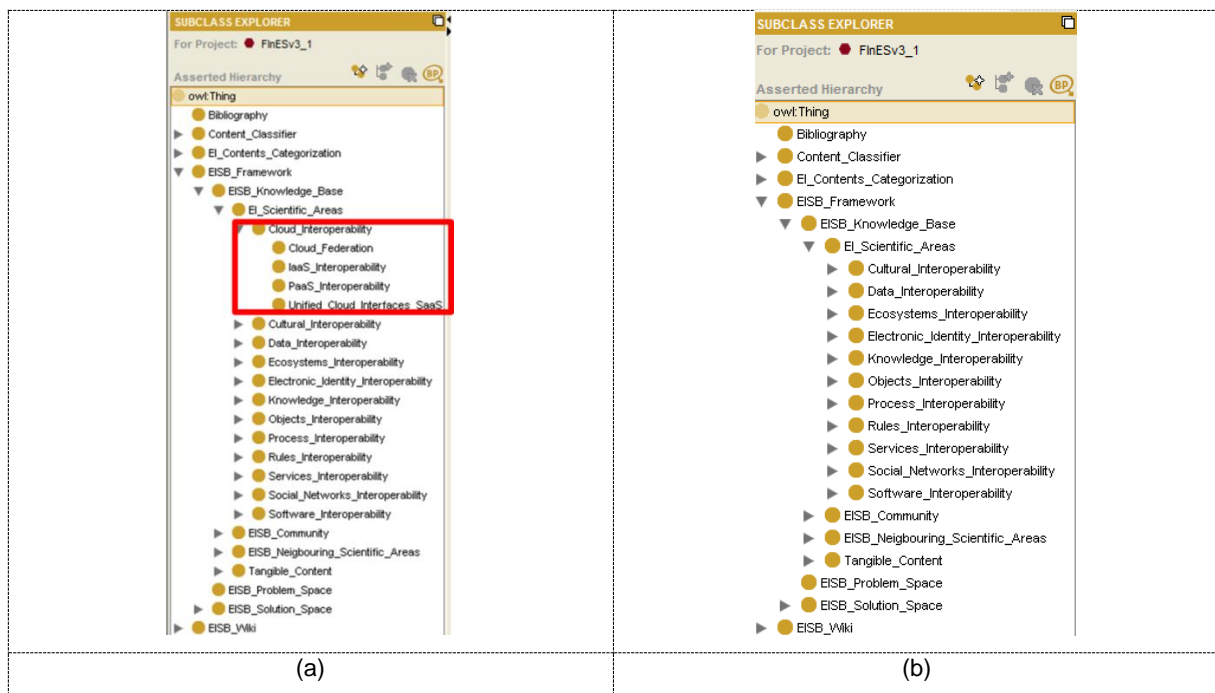 SUBCLASS EXPLORER
For Project: FInESv3_1
Asserted Hierarchy
BP
owl:Thing
Bibliography
Content_Classifier
EI_Contents_Categorization
EISB_Framework
EISB_Knowledge_Base
EI_Scientific_Areas
Cloud_Interoperability
Cloud_Federation
IaaS_Interoperability
PaaS_Interoperability
Unified_Cloud_Interfaces_SaaS
Cultural_Interoperability
Data_Interoperability
Ecosystems_Interoperability
Electronic_Identity_Interoperability
Knowledge_Interoperability
Objects_Interoperability
Process_Interoperability
Rules_Interoperability
Services_Interoperability
Social_Networks_Interoperability
Software_Interoperability
EISB_Community
EISB_Neigbouring_Scientific_Areas
Tangible_Content
EISB_Problem_Space
EISB_Solution_Space
EISB_Wiki
(a)
SUBCLASS EXPLORER
For Project: FInESv3_1
Asserted Hierarchy
BP
owl:Thing
Bibliography
Content_Classifier
EI_Contents_Categorization
EISB_Framework
EISB_Knowledge_Base
EI_Scientific_Areas
Cultural_Interoperability
Data_Interoperability
Ecosystems_Interoperability
Electronic_Identity_Interoperability
Knowledge_Interoperability
Objects_Interoperability
Process_Interoperability
Rules_Interoperability
Services_Interoperability
Social_Networks_Interoperability
Software_Interoperability
EISB_Community
EISB_Neigbouring_Scientific_Areas
Tangible_Content
EISB_Problem_Space
EISB_Solution_Space
EISB_Wiki
(b)